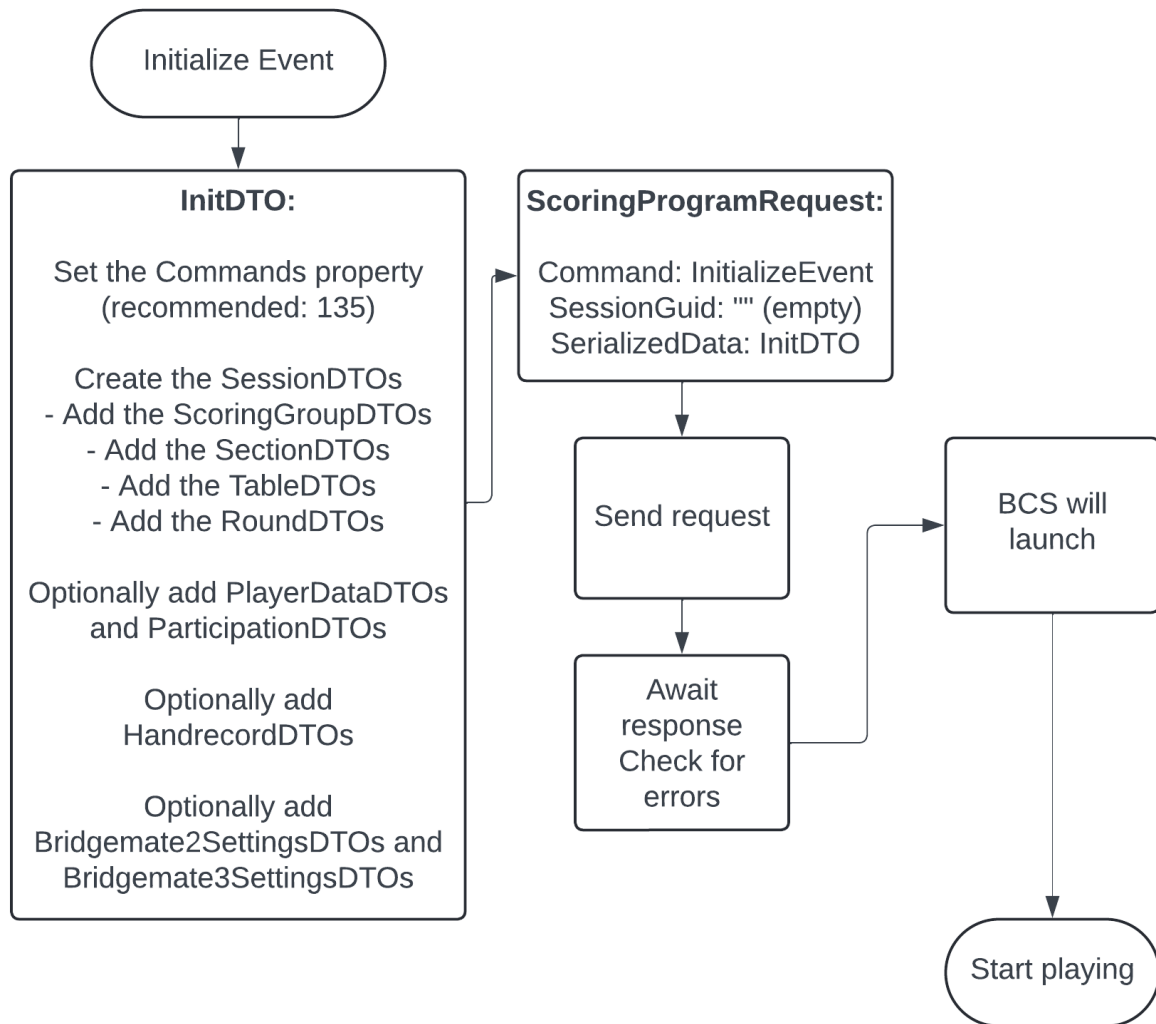 Initialize Event
InitDTO:
Set the Commands property
(recommended: 135)
Create the SessionDTOs
- Add the ScoringGroupDTOs
- Add the SectionDTOs
- Add the TableDTOs
- Add the RoundDTOs
Optionally add PlayerDataDTOs
and ParticipationDTOs
Optionally add
HandrecordDTOs
Optionally add
Bridgemate2SettingsDTOs and
Bridgemate3SettingsDTOs
ScoringProgramRequest:
Command: InitializeEvent
SessionGuid: "" (empty)
SerializedData: InitDTO
Send request
Await
response
Check for
errors
BCS will
launch
Start playing